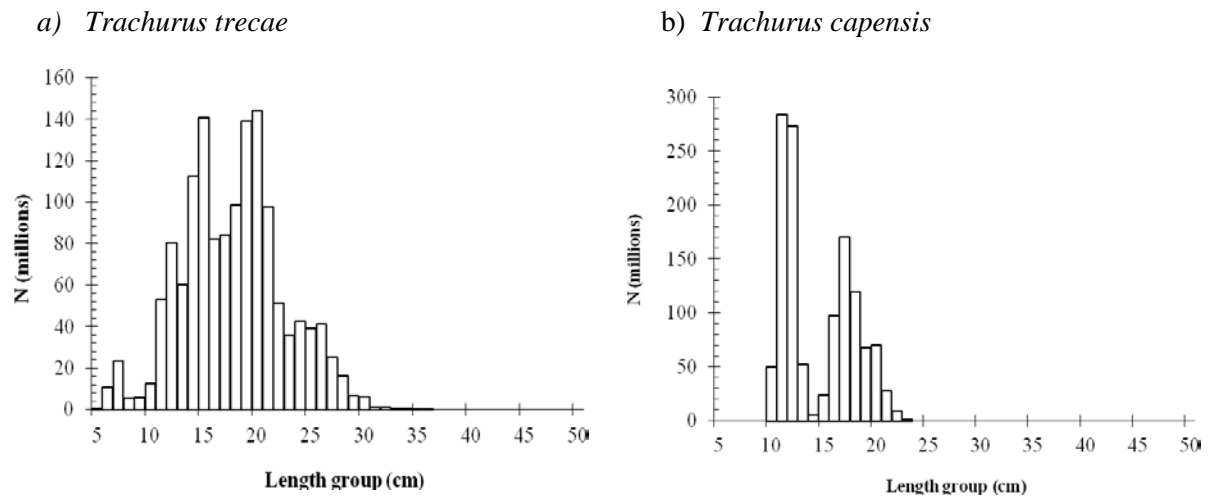 a) Trachurus trecae
b) Trachurus capensis
N (millions)
160
140
120
100
80
60
40
20
0
5 10 15 20 25 30 35 40 45 50
Length group (cm)
N (millions)
300
250
200
150
100
50
0
5 10 15 20 25 30 35 40 45 50
Length group (cm)